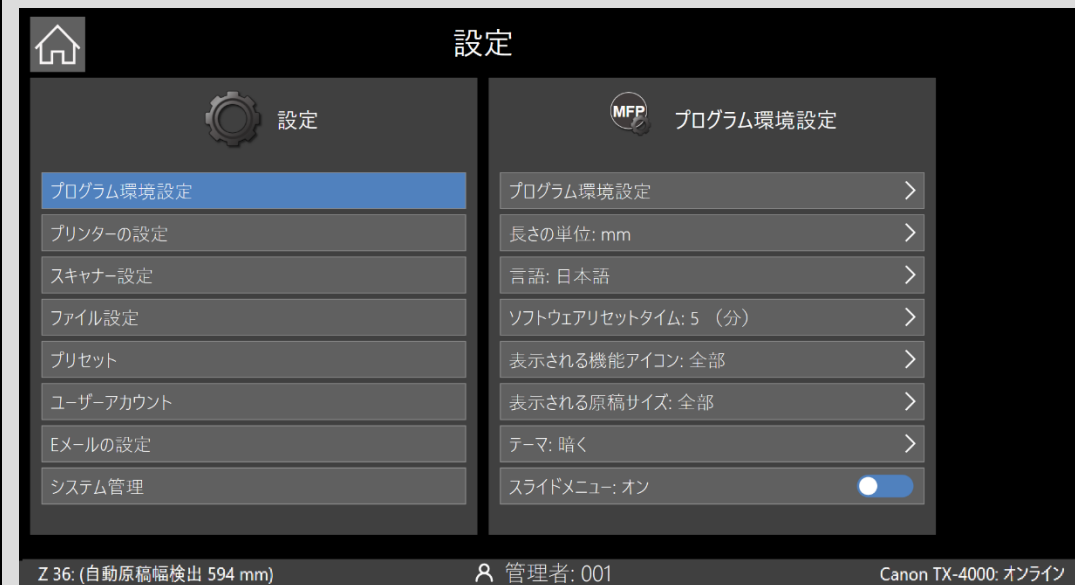 設定
設定
プログラム環境設定
プリンターの設定
スキャナー設定
ファイル設定
プリセット
ユーザーアカウント
Eメールの設定
システム管理
MFP
プログラム環境設定
プログラム環境設定
長さの単位: mm
言語: 日本語
ソフトウェアリセットタイム: 5 （分）
表示される機能アイコン: 全部
表示される原稿サイズ: 全部
テーマ: 暗く
スライドメニュー: オン
Z 36: (自動原稿幅検出 594 mm)
管理者: 001
Canon TX-4000: オンライン